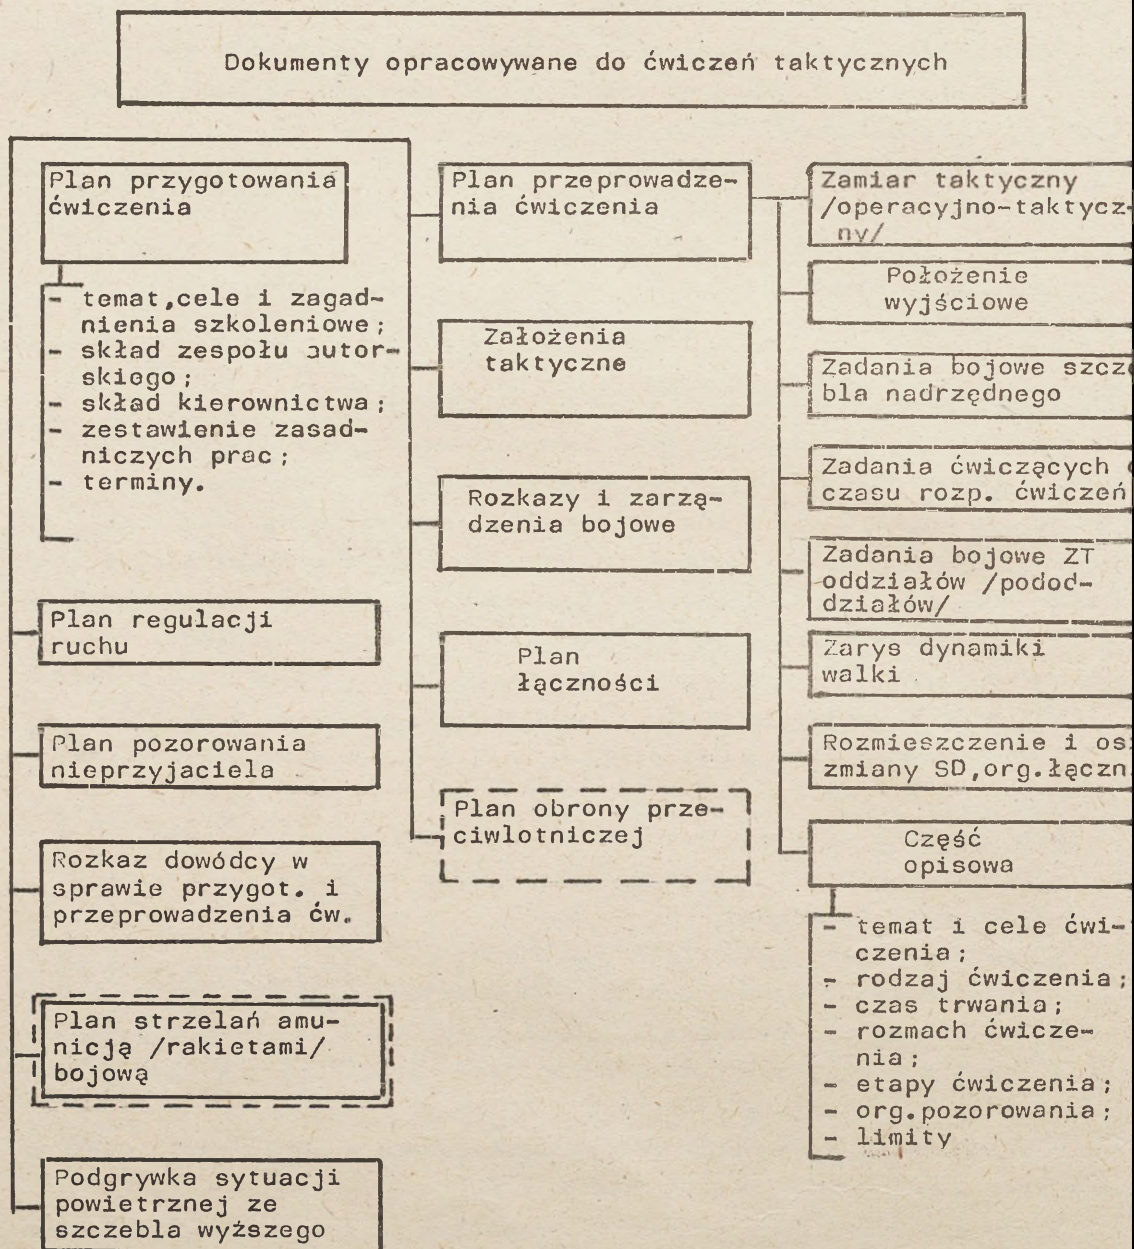 Dokumenty opracowywane do ćwiczeń taktycznych
Plan przygotowania
ćwiczenia
- temat,cele i zagad-
nienia szkoleniowe;
- skład zespołu autor-
skiego;
- skład kierownictwa;
- zestawienie zasad-
niczych prac;
- terminy.
Plan regulacji
ruchu
Plan pozorowania
nieprzyjaciela
Rozkaz dowódcy w
sprawie przygot. i
przeprowadzenia ćw.
Plan strzelań amu-
nicją /rakietami/
bojową
Podgrywka sytuacji
powietrznej ze
szczebla wyższego
Plan przeprowadze-
nia ćwiczenia
Założenia
taktyczne
Rozkazy i zarzą-
dzenia bojowe
Plan
łączności
Plan obrony prze-
ciwlotniczej
Zamiar taktyczny
/operacyjno-taktycz-
ny/
Położenie
wyjściowe
Zadania bojowe szcze
bla nadrzędnego
Zadania ćwiczących
czasu rozp. ćwiczeń
Zadania bojowe ZT
oddziałów /podod-
działów/
Zarys dynamiki
walki
Rozmieszczenie i
zmiany SD,org.łączn.
Część
opisowa
- temat i cele ćwi-
czenia;
- rodzaj ćwiczenia;
- czas trwania;
- rozmach ćwicze-
nia;
- etapy ćwiczenia;
- org.pozorowania;
- limity